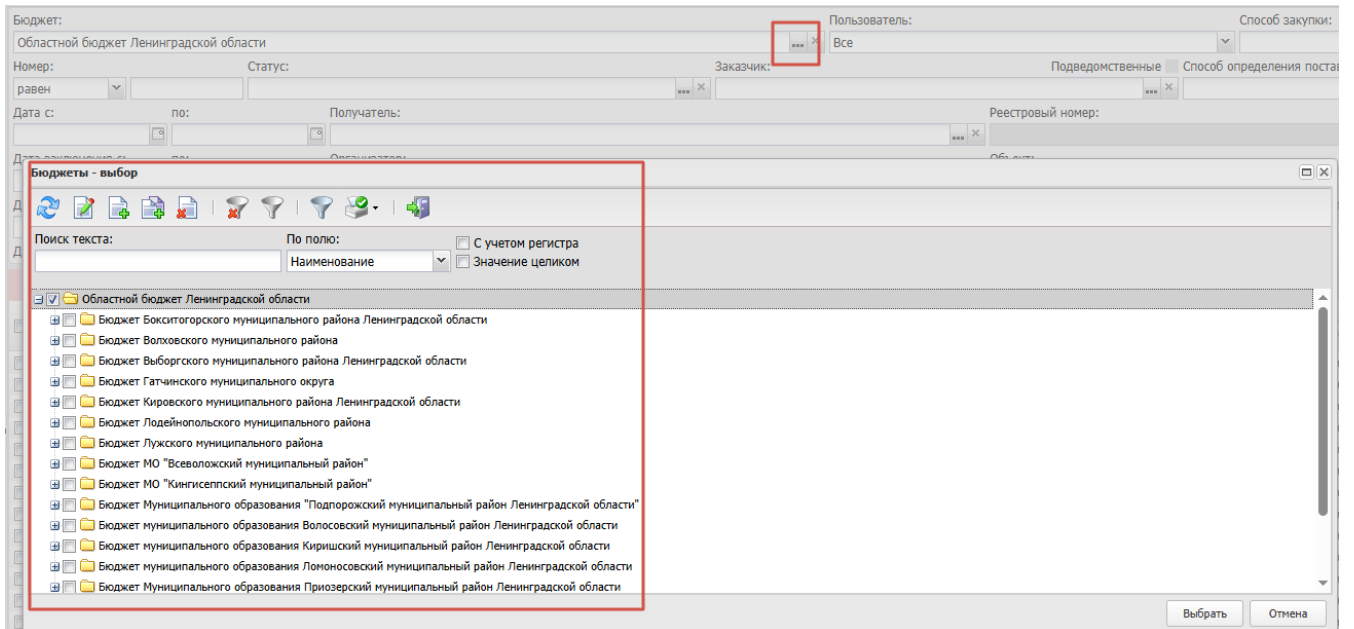 Бюджет: Пользователь: Способ закупки:
Областной бюджет Ленинградской области ... × Все
Номер: Статус: Заказчик: Подведомственные Способ определения
равен ... × ... ×
Дата с: по: Получатель: Реестровый номер:
... ×
Бюджеты - выбор
Поиск текста: По полю: С учетом регистра
Наименование Значение целиком
Областной бюджет Ленинградской области
Бюджет Бокситогорского муниципального района Ленинградской области
Бюджет Волховского муниципального района
Бюджет Выборгского муниципального района Ленинградской области
Бюджет Гатчинского муниципального округа
Бюджет Кировского муниципального района Ленинградской области
Бюджет Лодейнопольского муниципального района
Бюджет Лужского муниципального района
Бюджет МО "Всеволожский муниципальный район"
Бюджет МО "Кингисеппский муниципальный район"
Бюджет Муниципального образования "Подпорожский муниципальный район Ленинградской области"
Бюджет муниципального образования Волосовский муниципальный район Ленинградской области
Бюджет муниципального образования Киришский муниципальный район Ленинградской области
Бюджет муниципального образования Ломоносовский муниципальный район Ленинградской области
Бюджет Муниципального образования Приозерский муниципальный район Ленинградской области
Выбрать Отмена